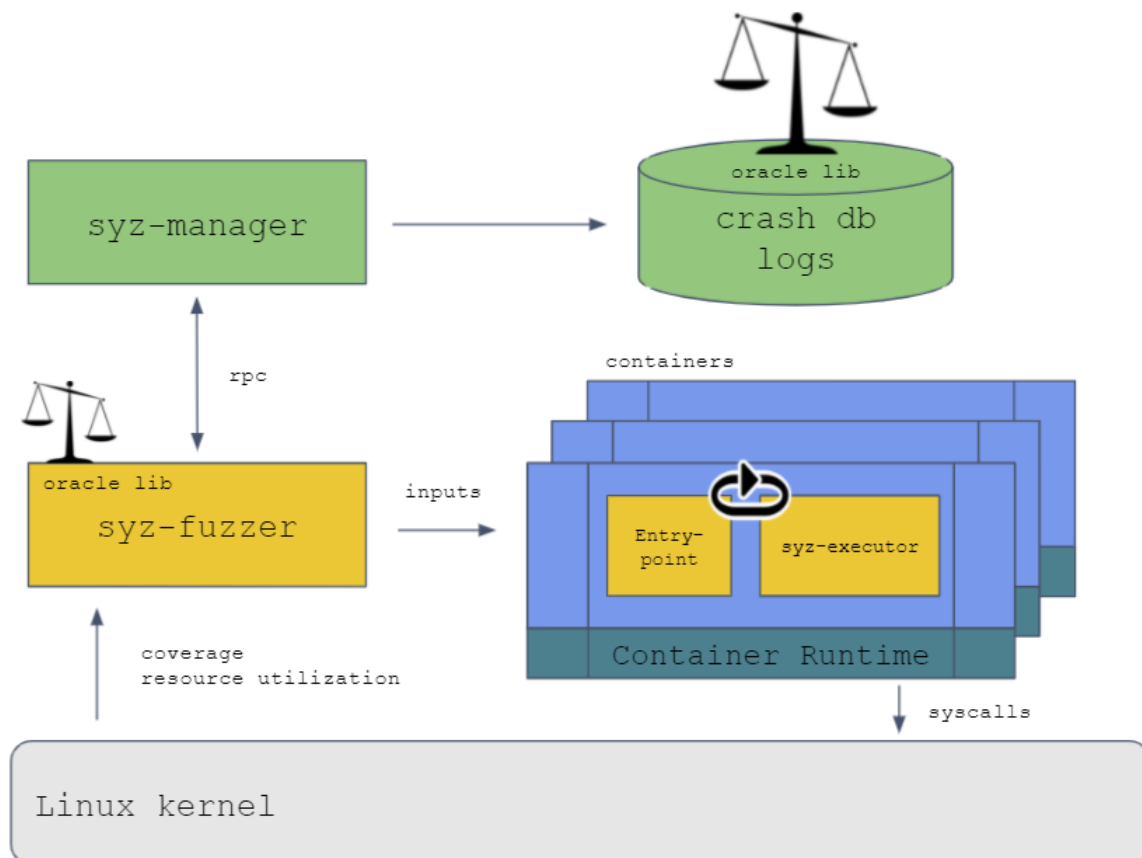 oracle lib
syz-manager
crash db
logs
rpc
containers
oracle lib
syz-fuzzer
inputs
Entry-
point
syz-executor
Container Runtime
coverage
resource utilization
syscalls
Linux kernel